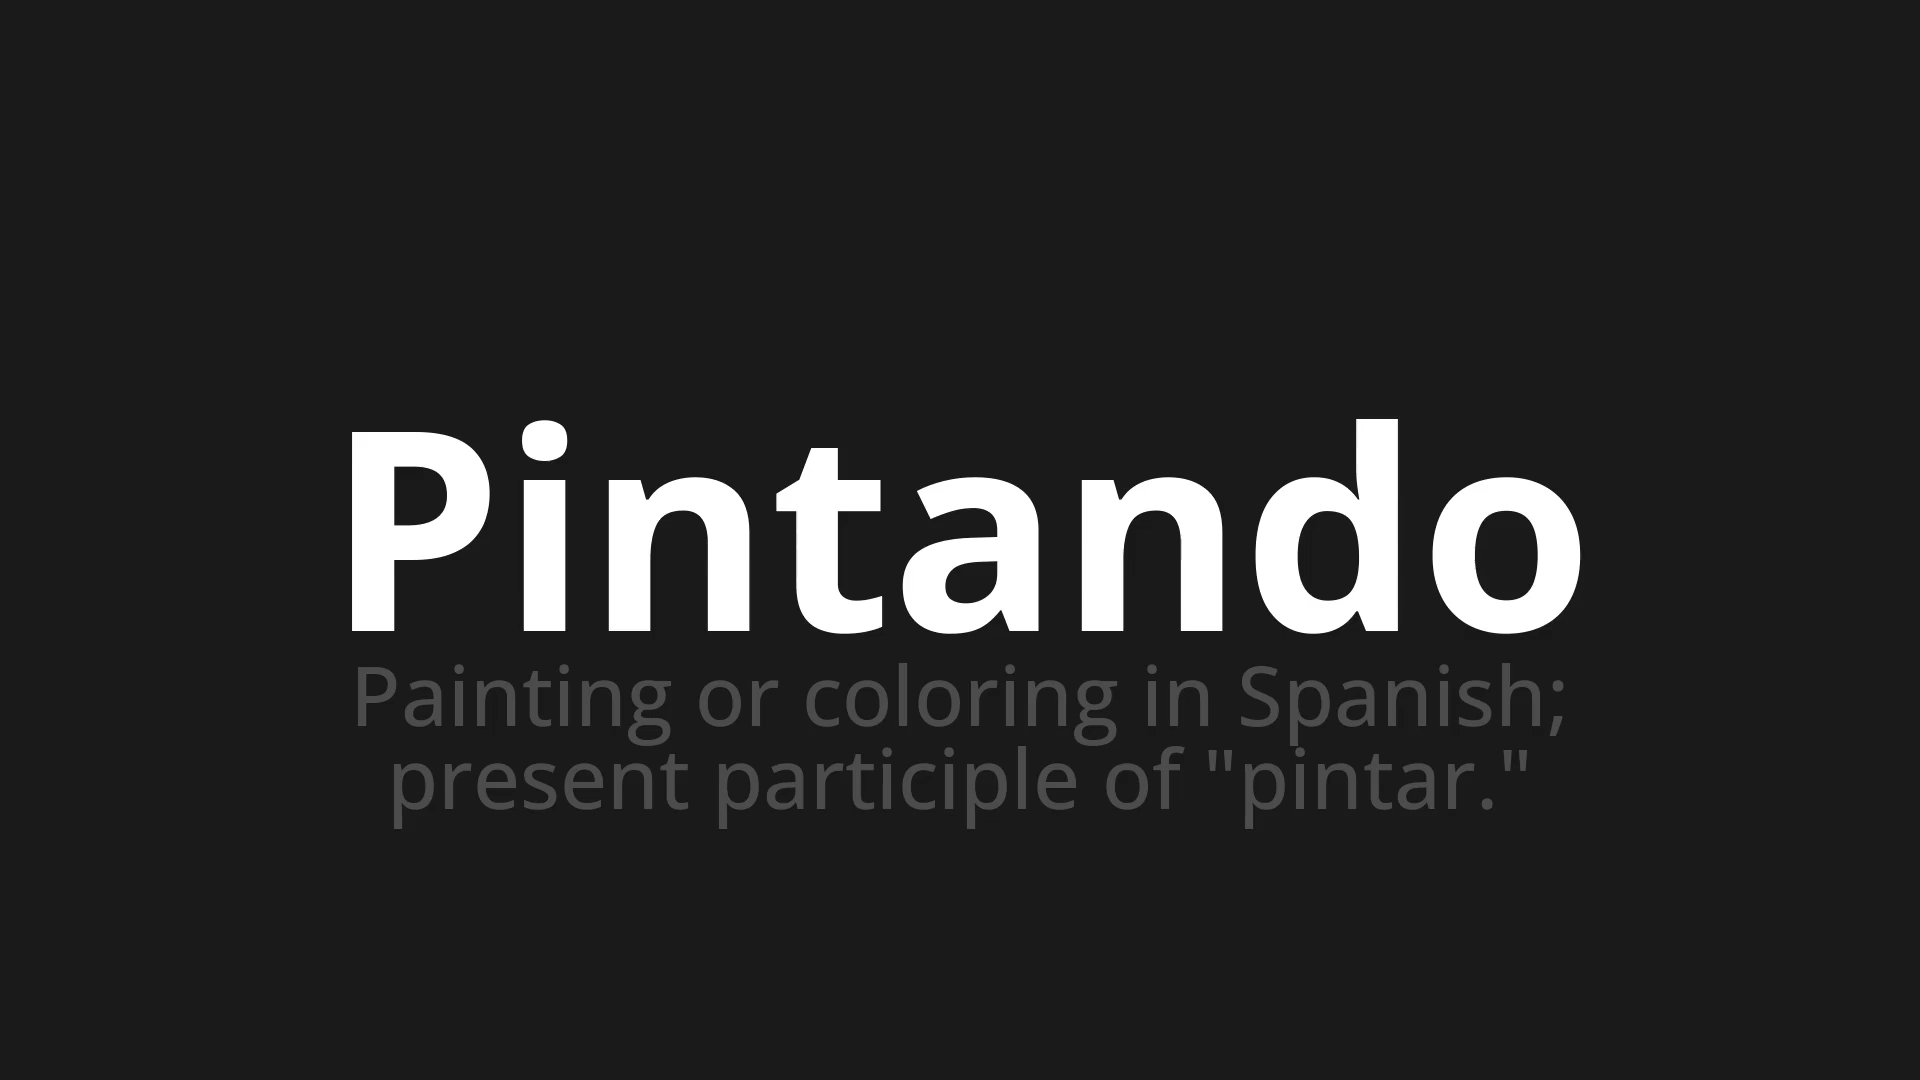 Pintando
Painting or coloring in Spanish;
present participle of "pintar."